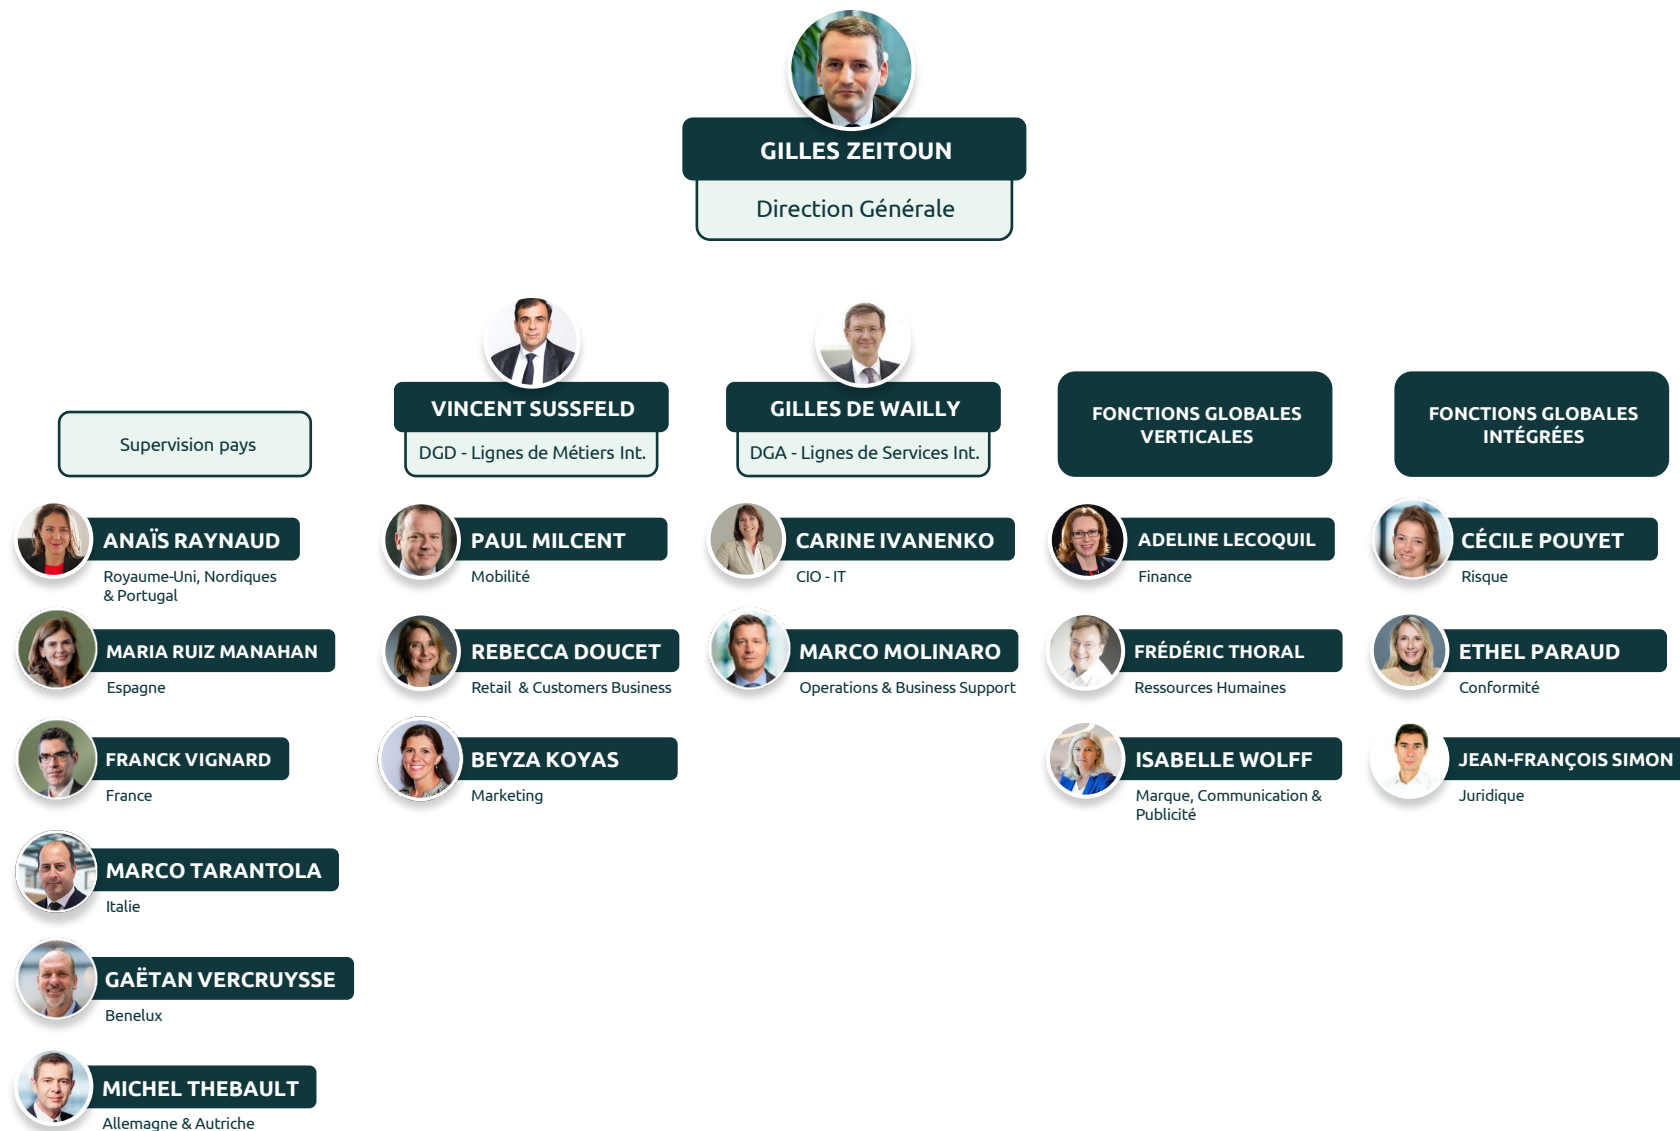 GILLES ZEITOUN
Direction Générale
Supervision pays
ANAÏS RAYNAUD
Royaume-Uni, Nordiques
& Portugal
MARIA RUIZ MANAHAN
Espagne
FRANCK VIGNARD
France
MARCO TARANTOLA
Italie
GAËTAN VERCRUYSSE
Benelux
MICHEL THEBAULT
Allemagne & Autriche
VINCENT SUSSFELD
DGD - Lignes de Métiers Int.
PAUL MILCENT
Mobilité
REBECCA DOUCET
Retail & Customers Business
BEYZA KOYAS
Marketing
GILLES DE WAILLY
DGA - Lignes de Services Int.
CARINE IVANENKO
CIO - IT
MARCO MOLINARO
Operations & Business Support
FONCTIONS GLOBALES
VERTICALES
ADELINE LECOQUIL
Finance
FRÉDÉRIC THORAL
Ressources Humaines
ISABELLE WOLFF
Marque, Communication &
Publicité
FONCTIONS GLOBALES
INTÉGRÉES
CÉCILE POUYET
Risque
ETHEL PARAUD
Conformité
JEAN-FRANÇOIS SIMON
Juridique